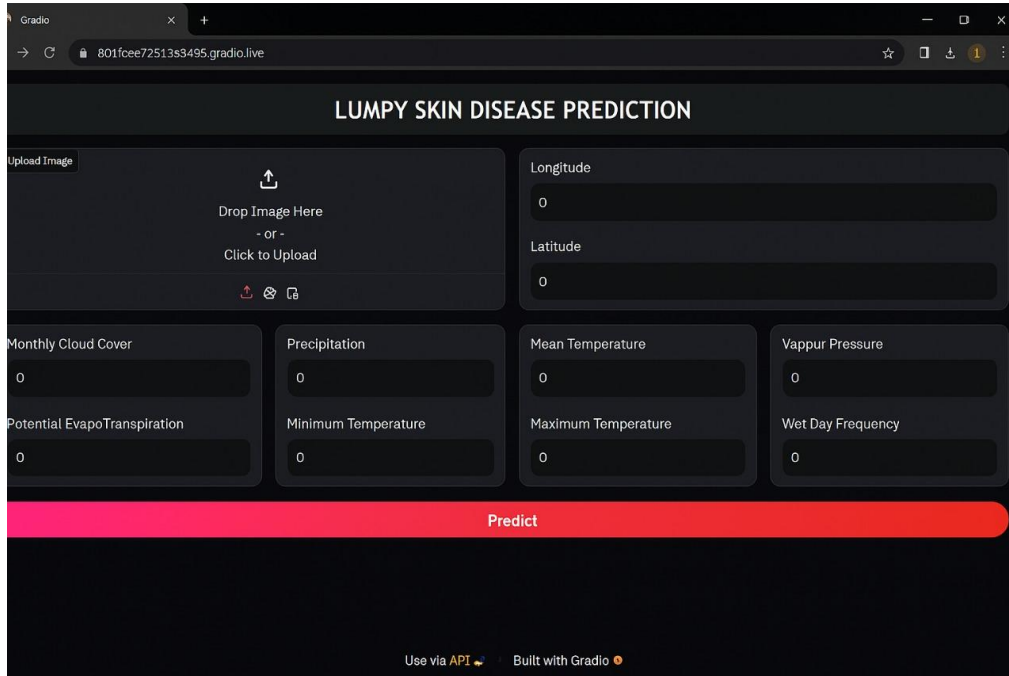 Gradio
801fcee72513s3495.gradio.live
1
LUMPY SKIN DISEASE PREDICTION
Upload Image
Drop Image Here
- or -
Click to Upload
Longitude
0
Latitude
0
Monthly Cloud Cover
0
Potential EvapoTranspiration
0
Precipitation
0
Minimum Temperature
0
Mean Temperature
0
Maximum Temperature
0
Vappur Pressure
0
Wet Day Frequency
0
Predict
Use via API
Built with Gradio